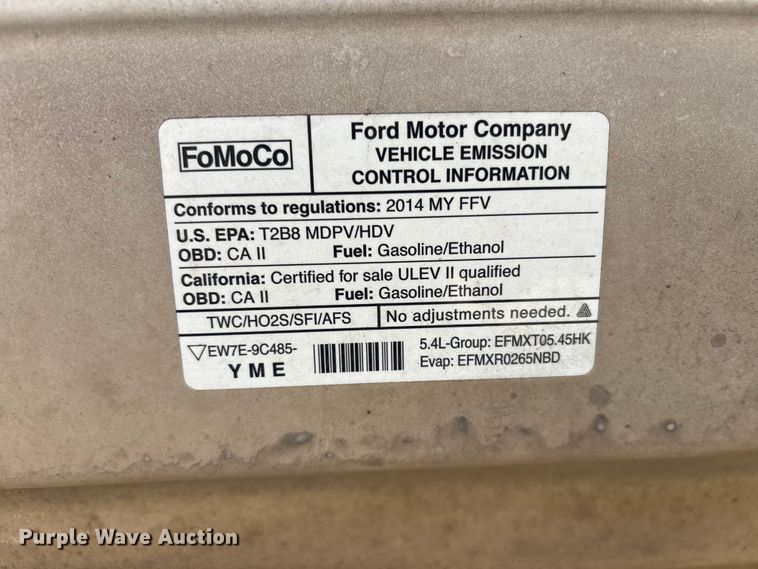 FoMoCo
Ford Motor Company
VEHICLE EMISSION
CONTROL INFORMATION
Conforms to regulations: 2014 MY FFV
U.S. EPA: T2B8 MDPV/HDV
OBD: CA II Fuel: Gasoline/Ethanol
California: Certified for sale ULEV II qualified
OBD: CA II Fuel: Gasoline/Ethanol
TWC/HO2S/SFI/AFS No adjustments needed.
EW7E-9C485-
YME
5.4L-Group: EFMXT05.45HK
Evap: EFMXR0265NBD
Purple Wave Auction